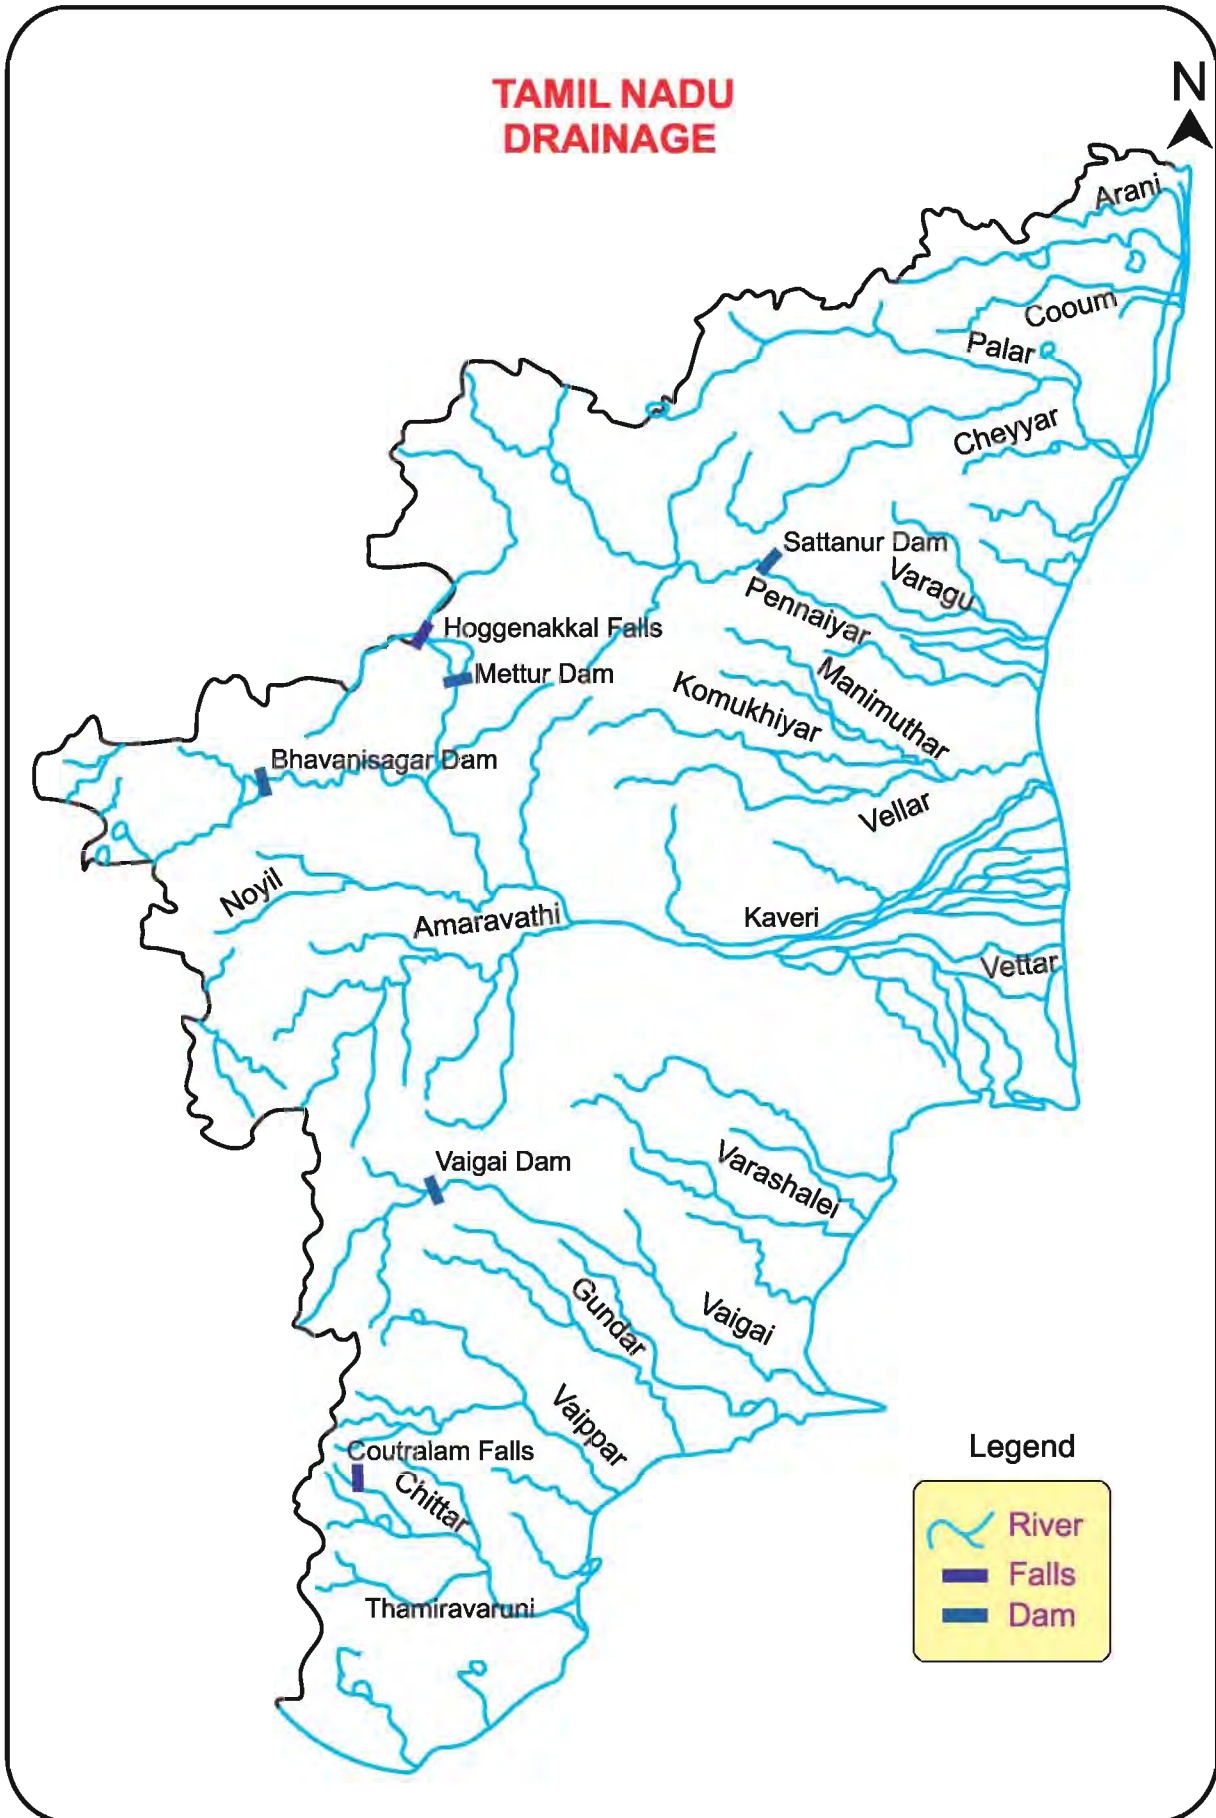 TAMIL NADU
DRAINAGE
N
Arani
Cooum
Palar
Cheyyar
Sattanur Dam
Varagu
Pennaiyar
Hoggenakkal Falls
Mettur Dam
Manimuthar
Komukhiyar
Bhavanisagar Dam
Vellar
Noyil
Amaravathi
Kaveri
Vettar
Vaigai Dam
Varashalei
Gundar
Vaigai
Vaippar
Coutralam Falls
Chittar
Thamiravaruni
Legend
River
Falls
Dam